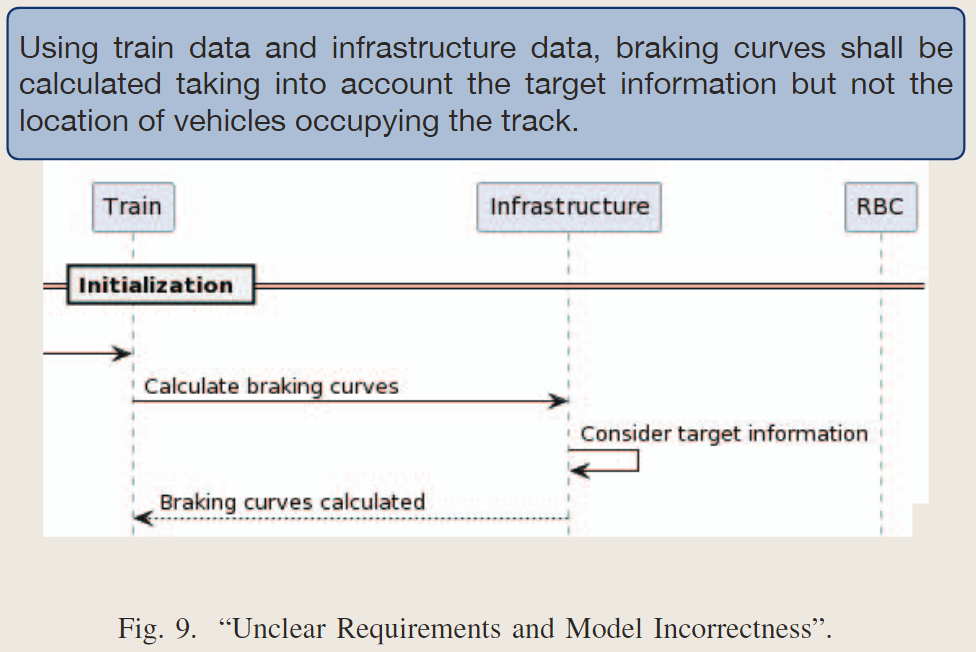 Using train data and infrastructure data, braking curves shall be
calculated taking into account the target information but not the
location of vehicles occupying the track.
Train
Infrastructure
RBC
Initialization
Calculate braking curves
Consider target information
Braking curves calculated
Fig. 9. “Unclear Requirements and Model Incorrectness”.